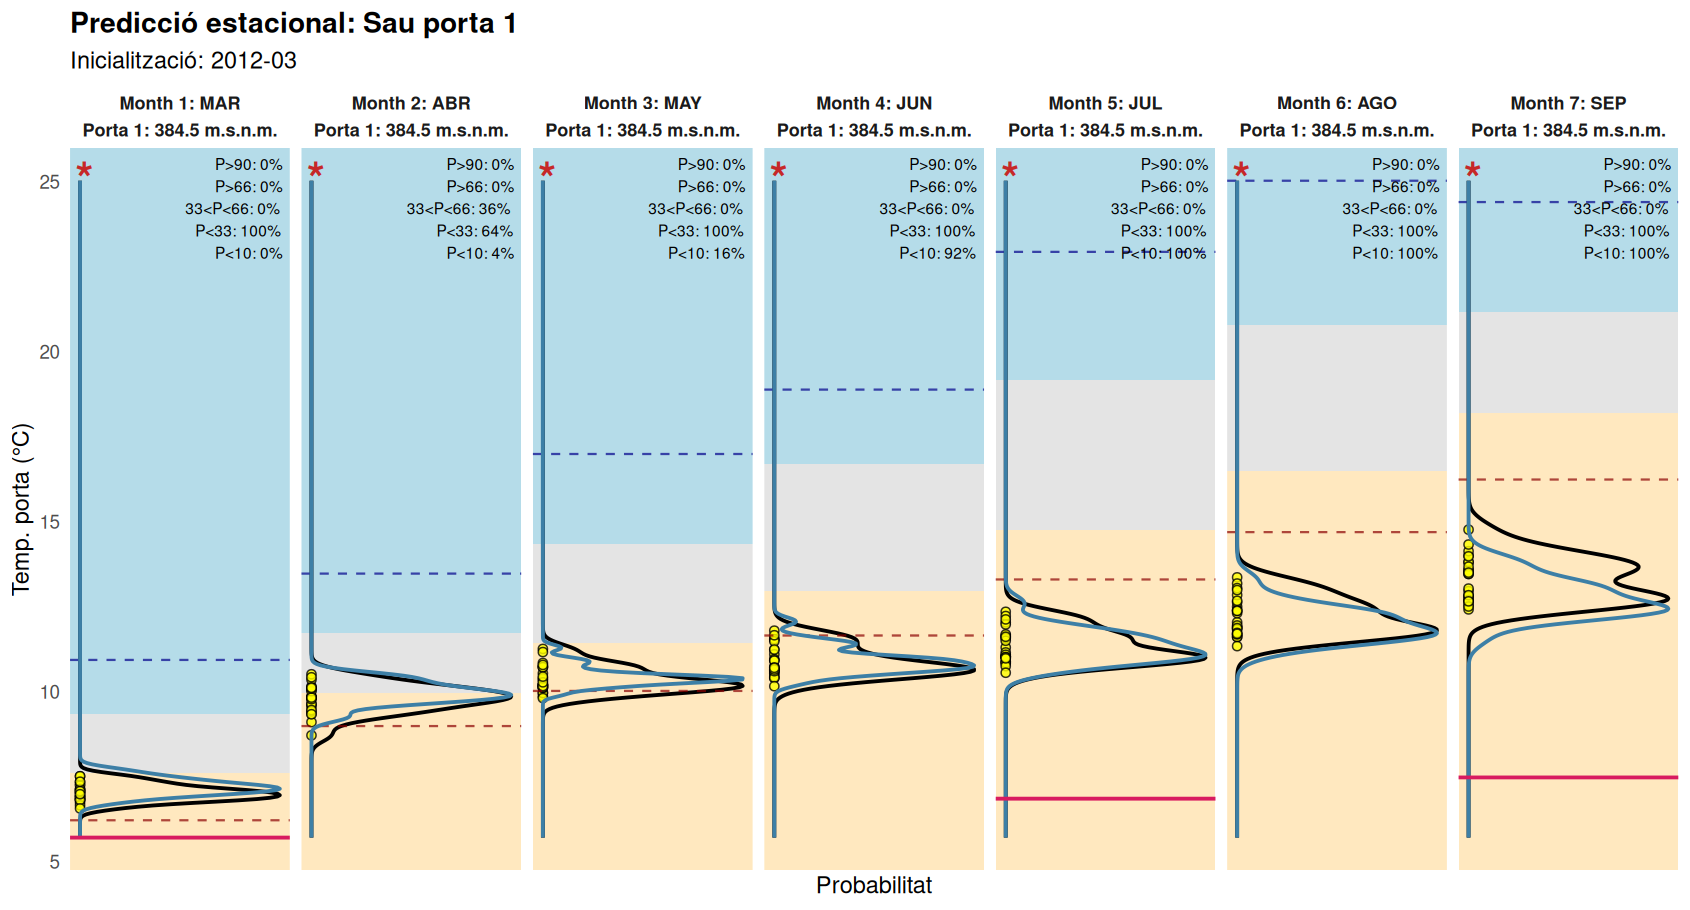 Predicció estacional: Sau porta 1
Inicialització: 2012-03
Month 1: MAR
Porta 1: 384.5 m.s.n.m.
Month 2: ABR
Porta 1: 384.5 m.s.n.m.
Month 3: MAY
Porta 1: 384.5 m.s.n.m.
Month 4: JUN
Porta 1: 384.5 m.s.n.m.
Month 5: JUL
Porta 1: 384.5 m.s.n.m.
Month 6: AGO
Porta 1: 384.5 m.s.n.m.
Month 7: SEP
Porta 1: 384.5 m.s.n.m.
*
P>90: 0%
P>66: 0%
33<P<66: 0%
P<33: 100%
P<10: 0%
*
P>90: 0%
P>66: 0%
33<P<66: 36%
P<33: 64%
P<10: 4%
*
P>90: 0%
P>66: 0%
33<P<66: 0%
P<33: 100%
P<10: 16%
*
P>90: 0%
P>66: 0%
33<P<66: 0%
P<33: 100%
P<10: 92%
*
P>90: 0%
P>66: 0%
33<P<66: 0%
P<33: 100%
P<10: 100%
*
P>90: 0%
P>66: 0%
33<P<66: 0%
P<33: 100%
P<10: 100%
*
P>90: 0%
P>66: 0%
33<P<66: 0%
P<33: 100%
P<10: 100%
25
20
15
10
5
Temp. porta (°C)
Probabilitat